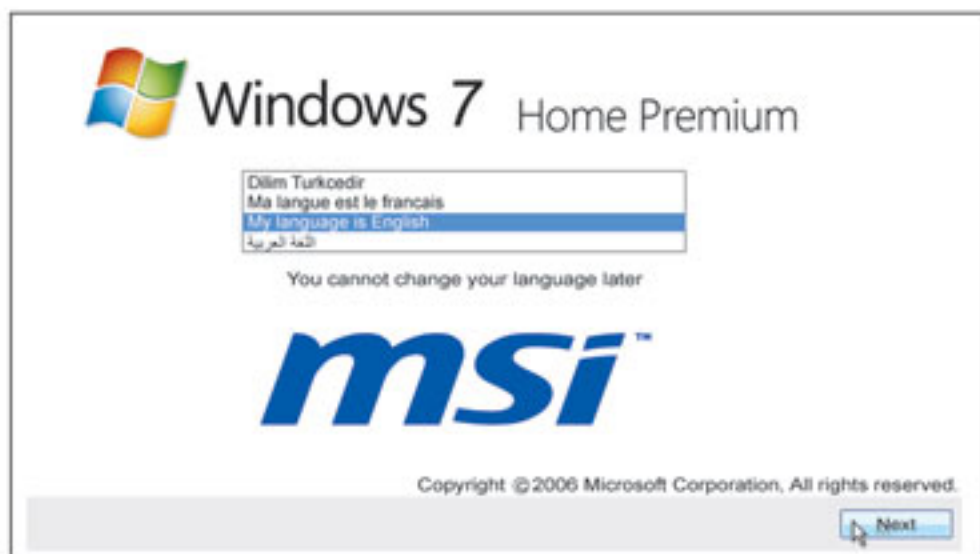 Windows 7 Home Premium
Dilim Turkcedir
Ma langue est le francais
My language is English
اللغة العربية
You cannot change your language later
msi™
Copyright © 2006 Microsoft Corporation, All rights reserved.
Next